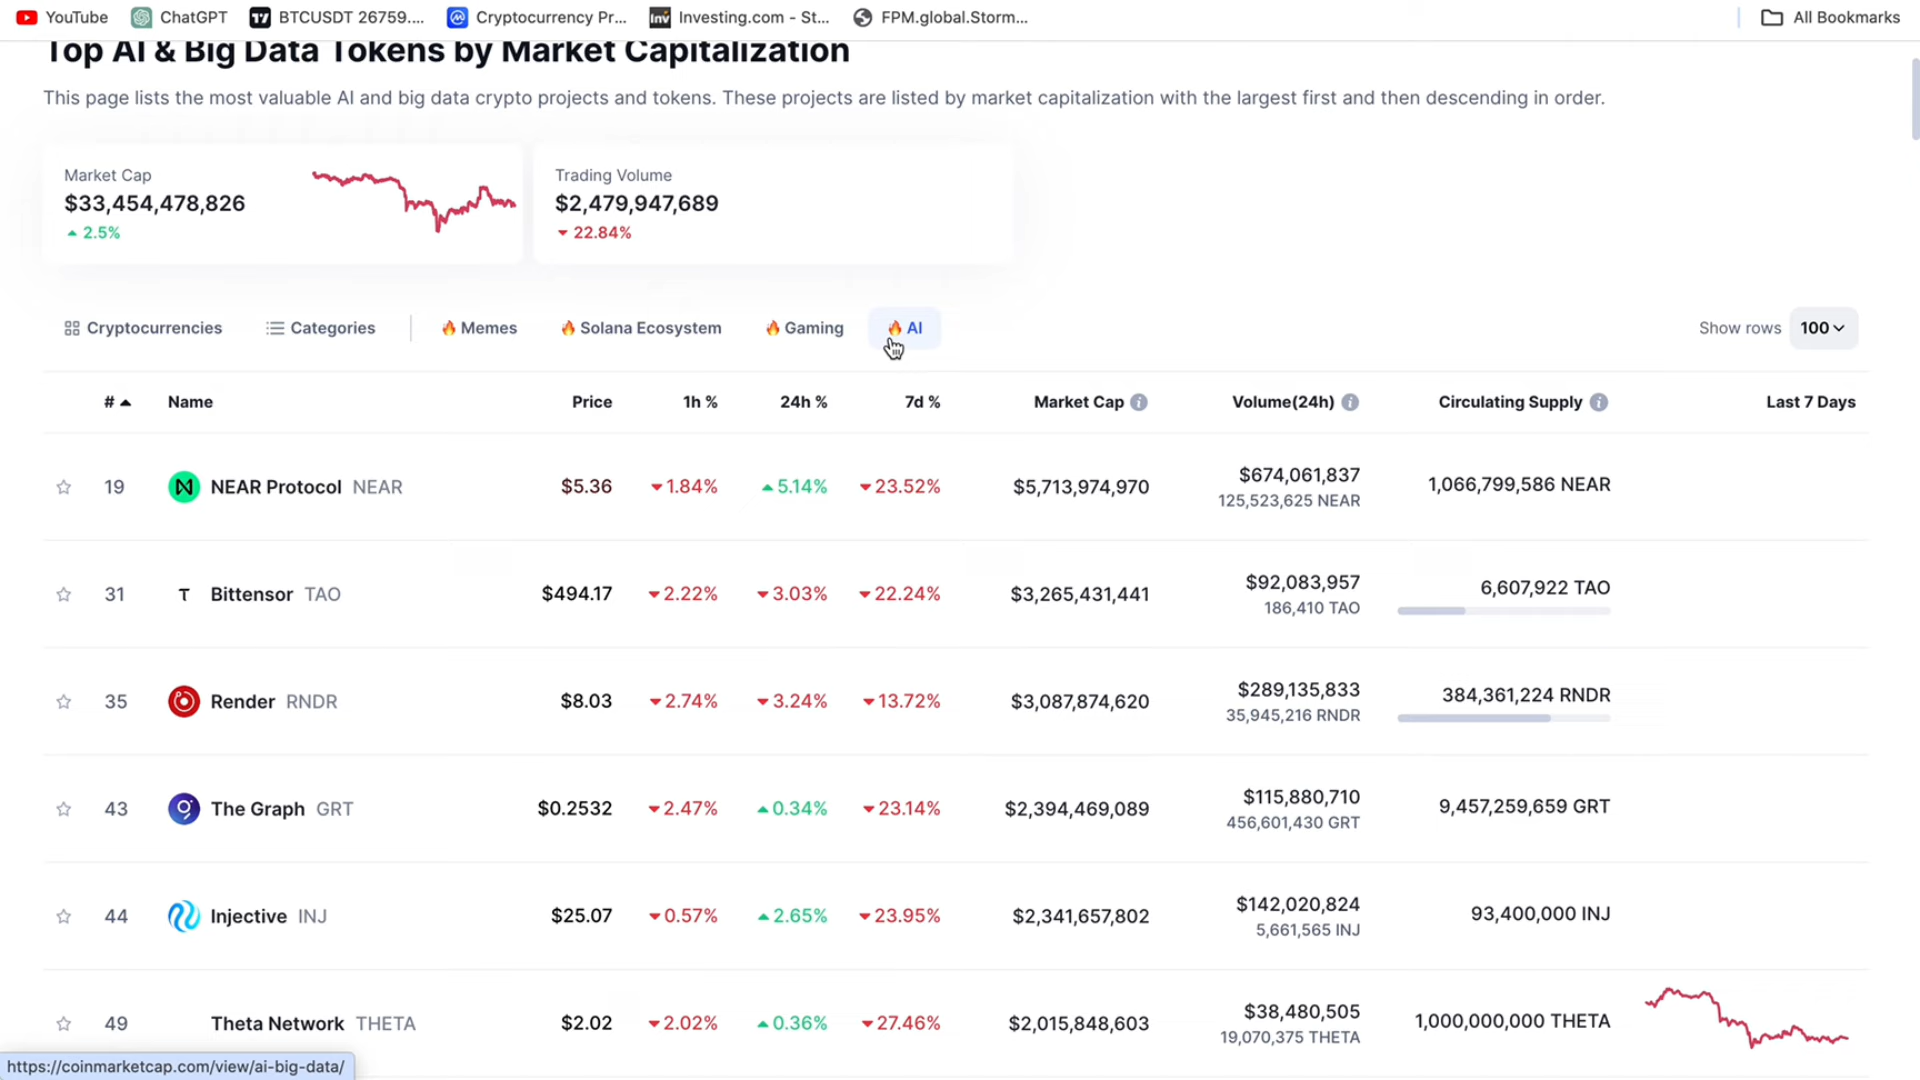 YouTube ChatGPT BTCUSDT 26759.... Cryptocurrency Pr... Inv Investing.com - St... FPM.global.Storm... All Bookmarks
Top AI & Big Data Tokens by Market Capitalization
This page lists the most valuable AI and big data crypto projects and tokens. These projects are listed by market capitalization with the largest first and then descending in order.
Market Cap
$33,454,478,826
2.5%
Trading Volume
$2,479,947,689
22.84%
Cryptocurrencies Categories Memes Solana Ecosystem Gaming AI Show rows 100
# Name Price 1h % 24h % 7d % Market Cap Volume(24h) Circulating Supply Last 7 Days
19 NEAR Protocol NEAR $5.36 1.84% 5.14% 23.52% $5,713,974,970 $674,061,837 1,066,799,586 NEAR
125,523,625 NEAR
31 T Bittensor TAO $494.17 2.22% 3.03% 22.24% $3,265,431,441 $92,083,957 6,607,922 TAO
186,410 TAO
35 Render RNDR $8.03 2.74% 3.24% 13.72% $3,087,874,620 $289,135,833 384,361,224 RNDR
35,945,216 RNDR
43 The Graph GRT $0.2532 2.47% 0.34% 23.14% $2,394,469,089 $115,880,710 9,457,259,659 GRT
456,601,430 GRT
44 Injective INJ $25.07 0.57% 2.65% 23.95% $2,341,657,802 $142,020,824 93,400,000 INJ
5,661,565 INJ
49 Theta Network THETA $2.02 2.02% 0.36% 27.46% $2,015,848,603 $38,480,505 1,000,000,000 THETA
19,070,375 THETA
https://coinmarketcap.com/view/ai-big-data/